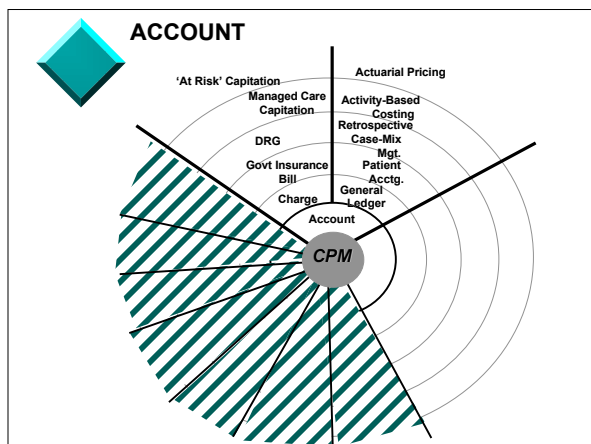 ACCOUNT
‘At Risk’ Capitation
Actuarial Pricing
Managed Care
Capitation
Activity-Based
Costing
DRG
Retrospective
Case-Mix
Mgt.
Govt Insurance
Bill
Patient
Acctg.
Charge
General
Ledger
Account
CPM